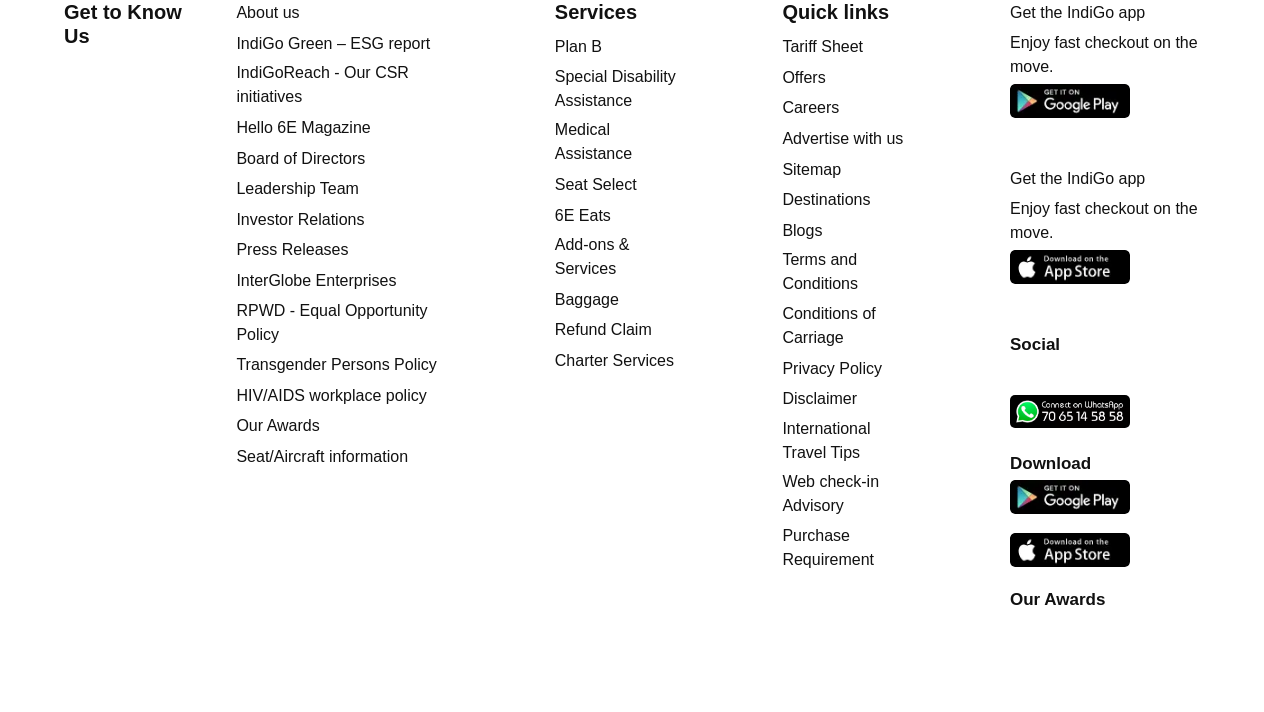 Get to Know
Us
About us
IndiGo Green – ESG report
IndiGoReach - Our CSR
initiatives
Hello 6E Magazine
Board of Directors
Leadership Team
Investor Relations
Press Releases
InterGlobe Enterprises
RPWD - Equal Opportunity
Policy
Transgender Persons Policy
HIV/AIDS workplace policy
Our Awards
Seat/Aircraft information
Services
Plan B
Special Disability
Assistance
Medical
Assistance
Seat Select
6E Eats
Add-ons &
Services
Baggage
Refund Claim
Charter Services
Quick links
Tariff Sheet
Offers
Careers
Advertise with us
Sitemap
Destinations
Blogs
Terms and
Conditions
Conditions of
Carriage
Privacy Policy
Disclaimer
International
Travel Tips
Web check-in
Advisory
Purchase
Requirement
Get the IndiGo app
Enjoy fast checkout on the
move.
GET IT ON
Google Play
Get the IndiGo app
Enjoy fast checkout on the
move.
Download on the
App Store
Social
Connect on WhatsApp
70 65 14 58 58
Download
GET IT ON
Google Play
Download on the
App Store
Our Awards